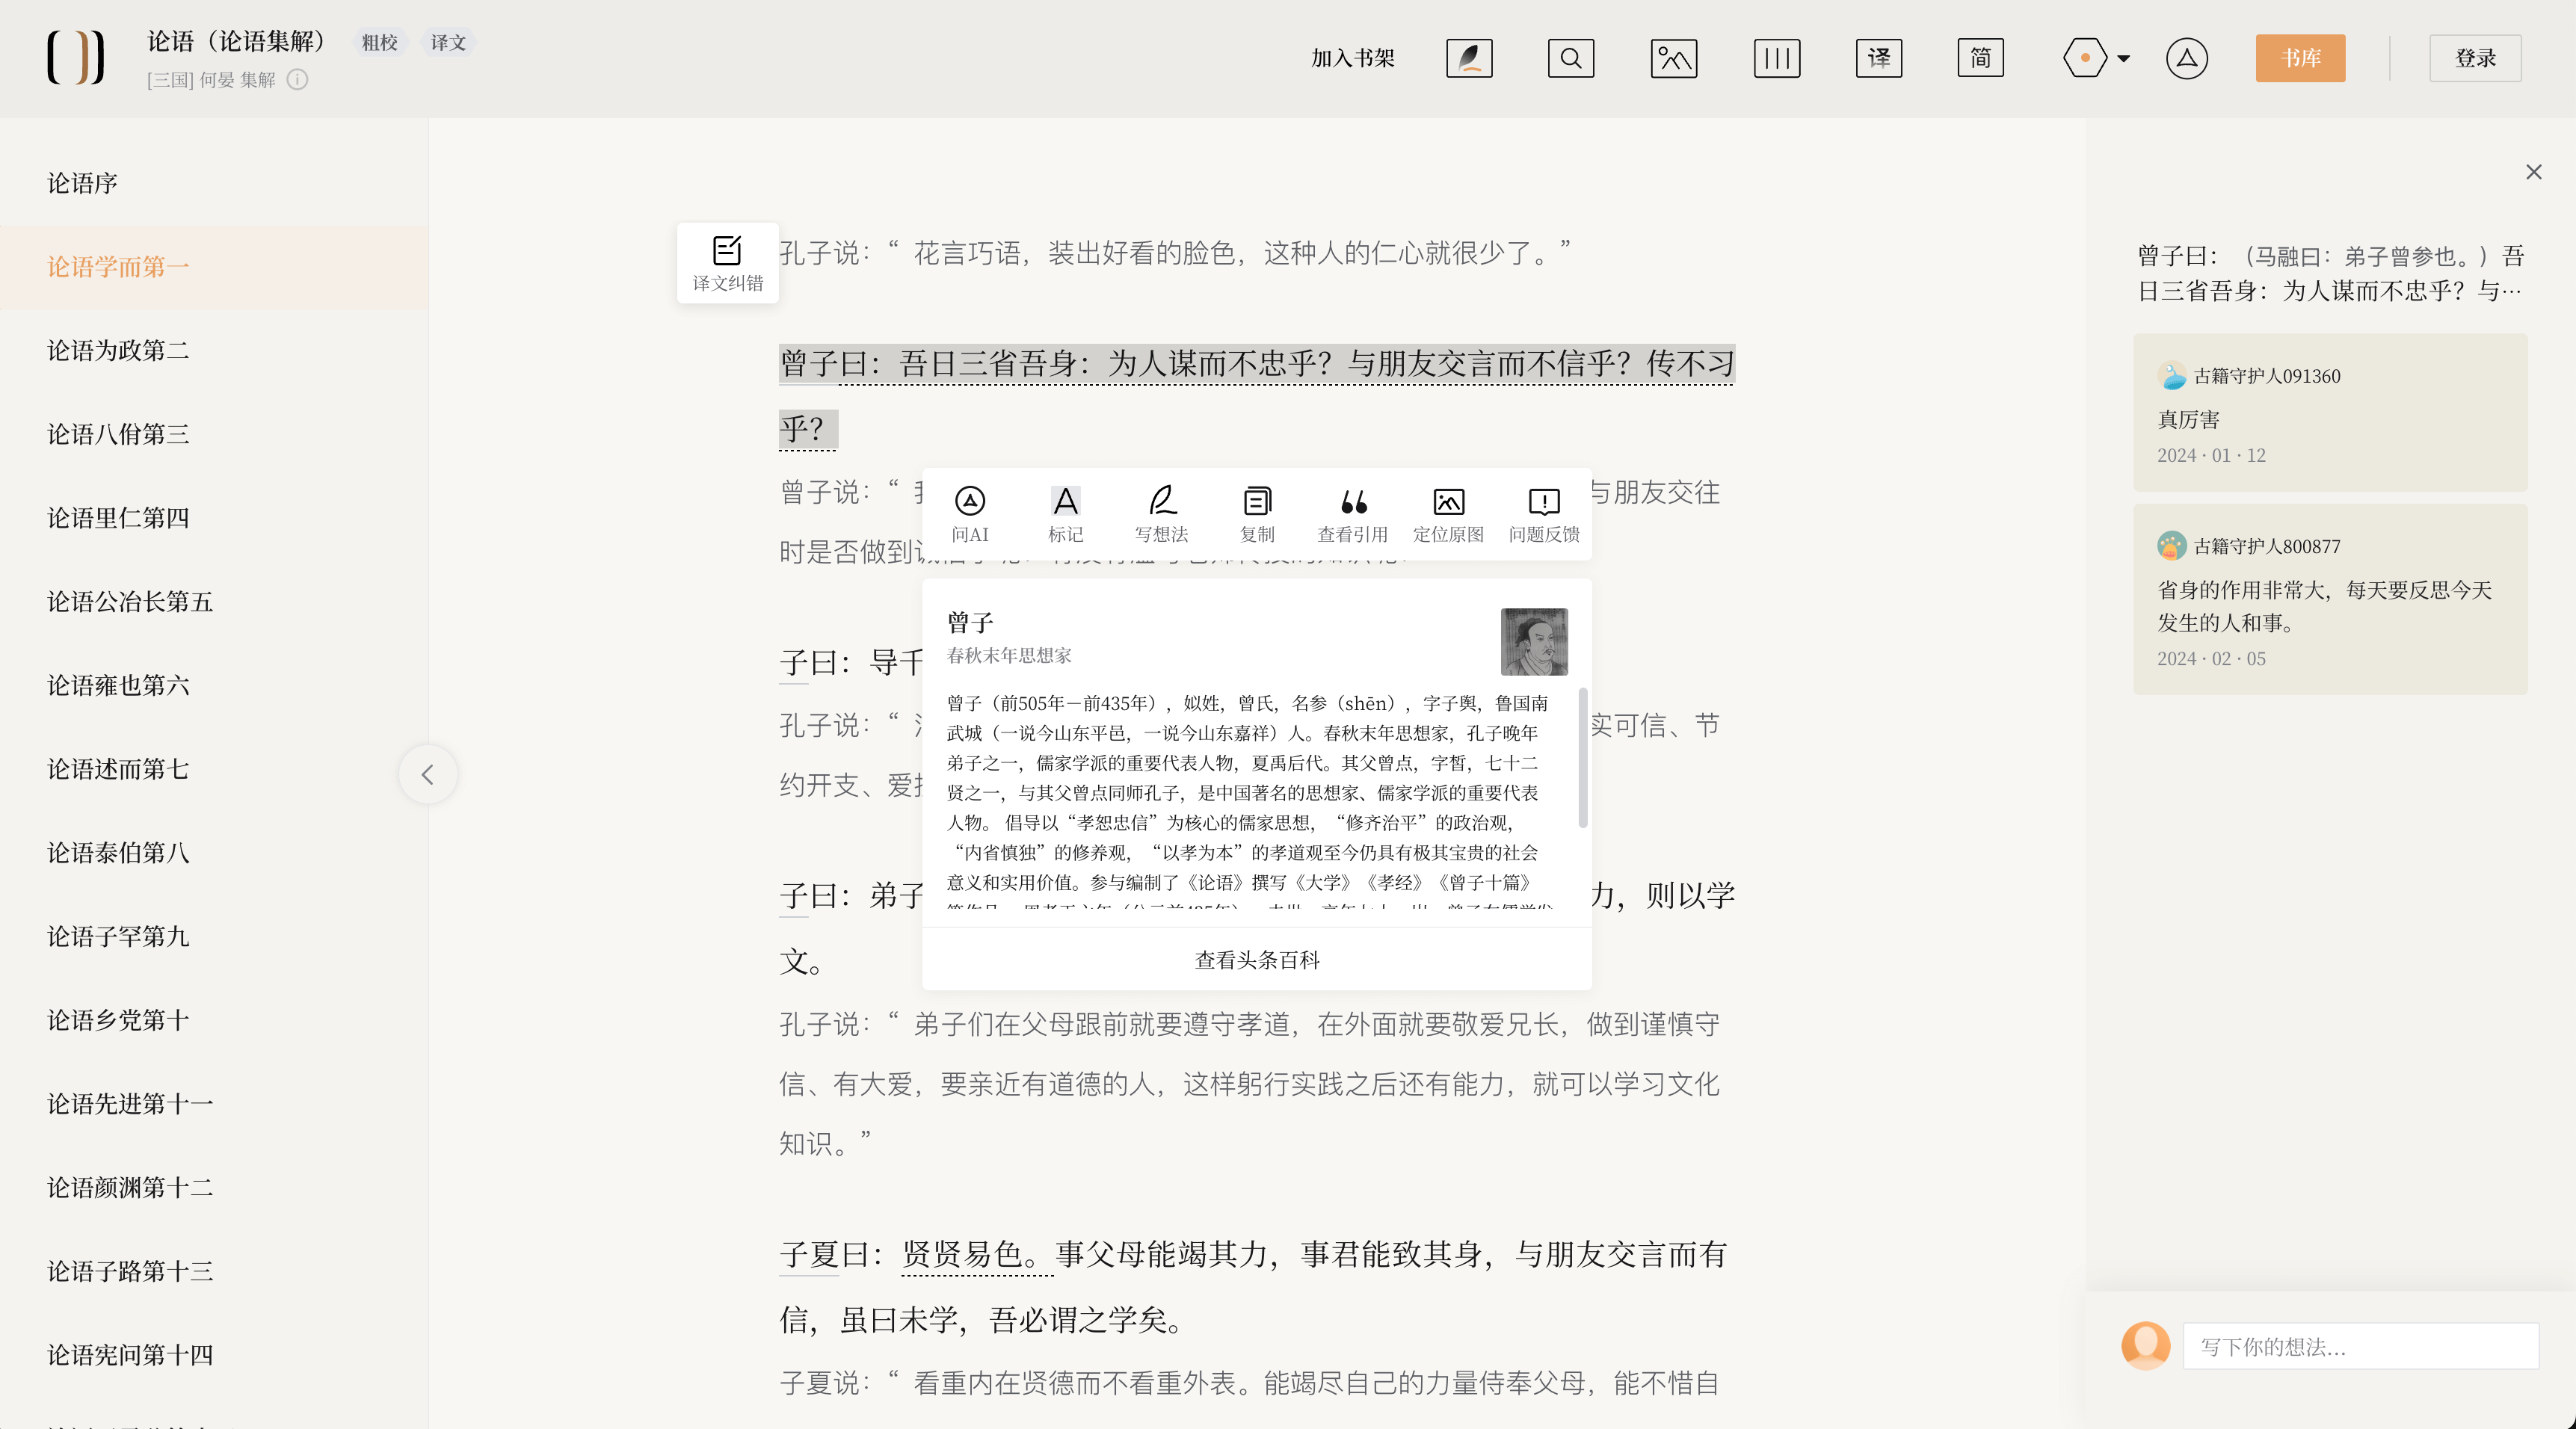 论语（论语集解） 粗校 译文
[三国] 何晏 集解
加入书架 译 简 书库 登录
论语序
论语学而第一
论语为政第二
论语八佾第三
论语里仁第四
论语公冶长第五
论语雍也第六
论语述而第七
论语泰伯第八
论语子罕第九
论语乡党第十
论语先进第十一
论语颜渊第十二
论语子路第十三
论语宪问第十四
译文纠错
孔子说：“ 花言巧语，装出好看的脸色，这种人的仁心就很少了。”
曾子曰：吾日三省吾身：为人谋而不忠乎？与朋友交言而不信乎？传不习
乎？
曾子说：“
与朋友交往
时是否做到
问AI 标记 写想法 复制 查看引用 定位原图 问题反馈
曾子
春秋末年思想家
曾子（前505年—前435年），姒姓，曾氏，名参（shēn），字子舆，鲁国南
武城（一说今山东平邑，一说今山东嘉祥）人。春秋末年思想家，孔子晚年
弟子之一，儒家学派的重要代表人物，夏禹后代。其父曾点，字皙，七十二
贤之一，与其父曾点同师孔子，是中国著名的思想家、儒家学派的重要代表
人物。 倡导以“孝恕忠信”为核心的儒家思想，“修齐治平”的政治观，
“内省慎独”的修养观，“以孝为本”的孝道观至今仍具有极其宝贵的社会
意义和实用价值。参与编制了《论语》撰写《大学》《孝经》《曾子十篇》
查看头条百科
子曰：导千
孔子说：“
实可信、节
约开支、爱
子曰：弟子
力，则以学
文。
孔子说：“ 弟子们在父母跟前就要遵守孝道，在外面就要敬爱兄长，做到谨慎守
信、有大爱，要亲近有道德的人，这样躬行实践之后还有能力，就可以学习文化
知识。”
子夏曰：贤贤易色。事父母能竭其力，事君能致其身，与朋友交言而有
信，虽曰未学，吾必谓之学矣。
子夏说：“ 看重内在贤德而不看重外表。能竭尽自己的力量侍奉父母，能不惜自
曾子曰：（马融曰：弟子曾参也。）吾
日三省吾身：为人谋而不忠乎？与…
古籍守护人091360
真厉害
2024 · 01 · 12
古籍守护人800877
省身的作用非常大，每天要反思今天
发生的人和事。
2024 · 02 · 05
写下你的想法...